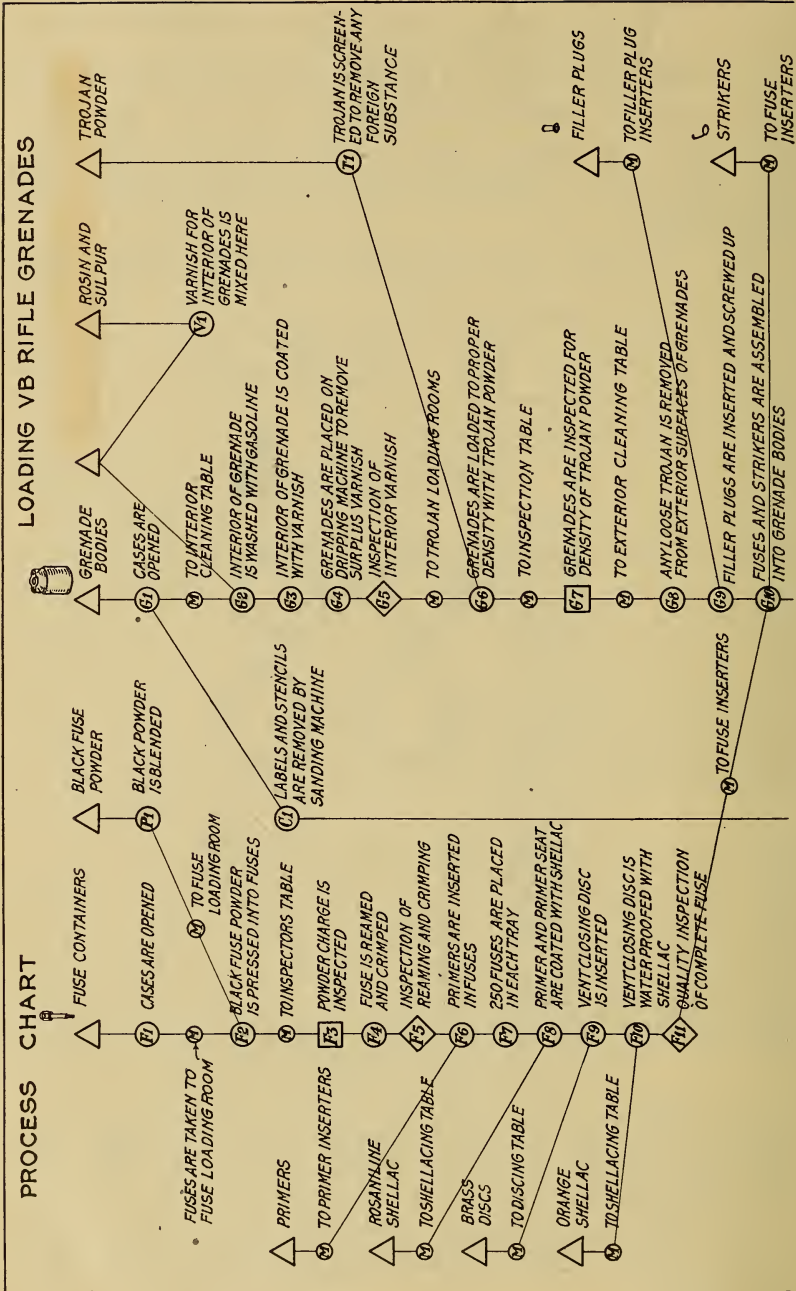 PROCESS CHART
LOADING VB RIFLE GRENADES
FUSE CONTAINERS
F1
CASES ARE OPENED
M
FUSES ARE TAKEN TO
FUSE LOADING ROOM
BLACK FUSE
POWDER
P1
BLACK POWDER
IS BLENDED
M
TO FUSE
LOADING ROOM
F2
BLACK FUSE POWDER
IS PRESSED INTO FUSES
M
TO INSPECTORS TABLE
F3
POWDER CHARGE IS
INSPECTED
F4
FUSE IS REAMED
AND CRIMPED
F5
INSPECTION OF
REAMING AND CRIMPING
PRIMERS
M
TO PRIMER INSERTERS
F6
PRIMERS ARE INSERTED
IN FUSES
F7
250 FUSES ARE PLACED
IN EACH TRAY
ROSANILINE
SHELLAC
M
TO SHELLACING TABLE
F8
PRIMER AND PRIMER SEAT
ARE COATED WITH SHELLAC
BRASS
DISCS
M
TO DISCING TABLE
F9
VENT CLOSING DISC
IS INSERTED
ORANGE
SHELLAC
M
TO SHELLACING TABLE
F10
VENT CLOSING DISC IS
WATERPROOFED WITH
SHELLAC
F11
QUALITY INSPECTION
OF COMPLETE FUSE
M
TO FUSE INSERTERS
C1
LABELS AND STENCILS
ARE REMOVED BY
SANDING MACHINE
GRENADE
BODIES
G1
CASES ARE
OPENED
M
TO INTERIOR
CLEANING TABLE
G2
INTERIOR OF GRENADE
IS WASHED WITH GASOLINE
G3
INTERIOR OF GRENADE IS COATED
WITH VARNISH
G4
GRENADES ARE PLACED ON
DRIPPING MACHINE TO REMOVE
SURPLUS VARNISH
G5
INSPECTION OF
INTERIOR VARNISH
M
TO TROJAN LOADING ROOMS
G6
GRENADES ARE LOADED TO PROPER
DENSITY WITH TROJAN POWDER
M
TO INSPECTION TABLE
G7
GRENADES ARE INSPECTED FOR
DENSITY OF TROJAN POWDER
M
TO EXTERIOR CLEANING TABLE
G8
ANY LOOSE TROJAN IS REMOVED
FROM EXTERIOR SURFACES OF GRENADES
G9
FILLER PLUGS ARE INSERTED AND SCREWED UP
G10
FUSES AND STRIKERS ARE ASSEMBLED
INTO GRENADE BODIES
ROSIN AND
SULPUR
V1
VARNISH FOR
INTERIOR OF
GRENADES IS
MIXED HERE
TROJAN
POWDER
T1
TROJAN IS SCREEN-
ED TO REMOVE ANY
FOREIGN
SUBSTANCE
FILLER PLUGS
M
TO FILLER PLUG
INSERTERS
STRIKERS
M
TO FUSE
INSERTERS